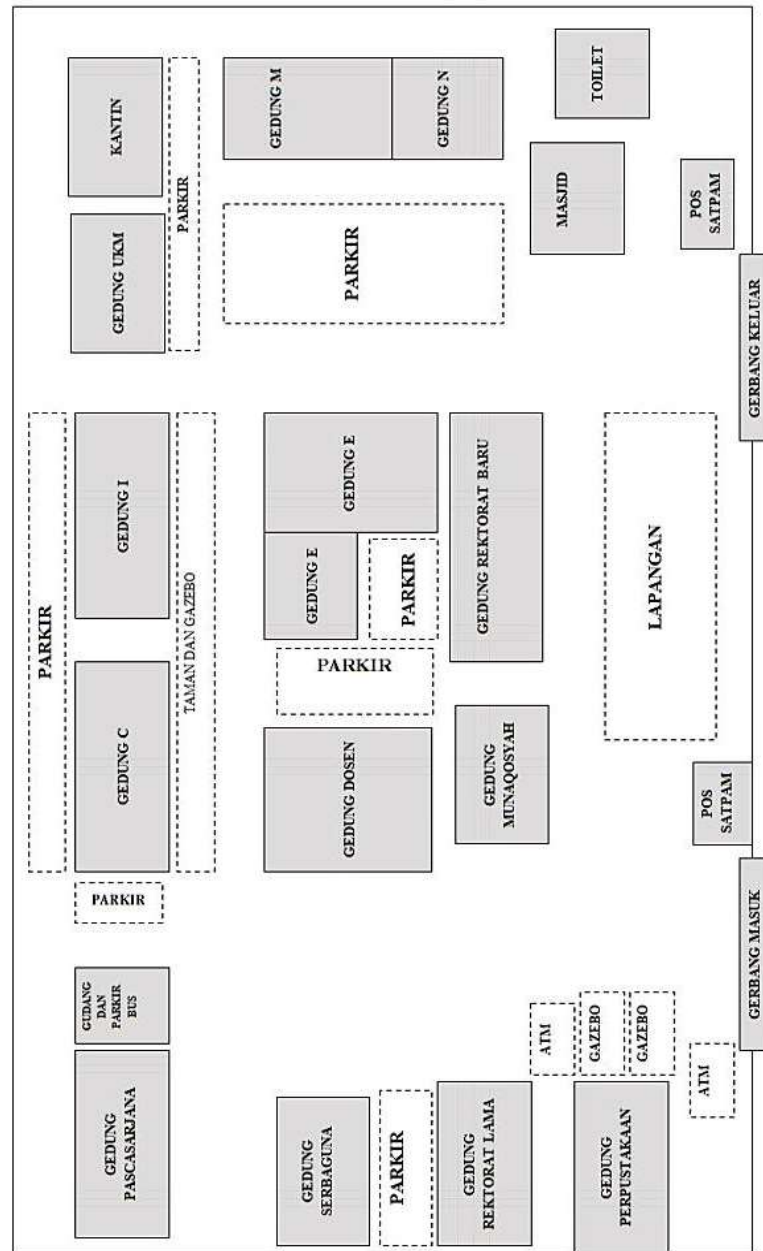 KANTIN
PARKIR
GEDUNG UKM
GEDUNG M
GEDUNG N
PARKIR
TOILET
MASJID
POS
SATPAM
GERBANG KELUAR
PARKIR
GEDUNG I
GEDUNG C
TAMAN DAN GAZEBO
GEDUNG E
GEDUNG E
PARKIR
PARKIR
GEDUNG DOSEN
GEDUNG REKTORAT BARU
GEDUNG
MUNAQOSYAH
LAPANGAN
POS
SATPAM
GERBANG MASUK
PARKIR
GUDANG
DAN
PARKIR
BUS
GEDUNG
PASCASARJANA
GEDUNG
SERBAGUNA
PARKIR
GEDUNG
REKTORAT LAMA
ATM
GAZEBO
GAZEBO
GEDUNG
PERPUSTAKAAN
ATM